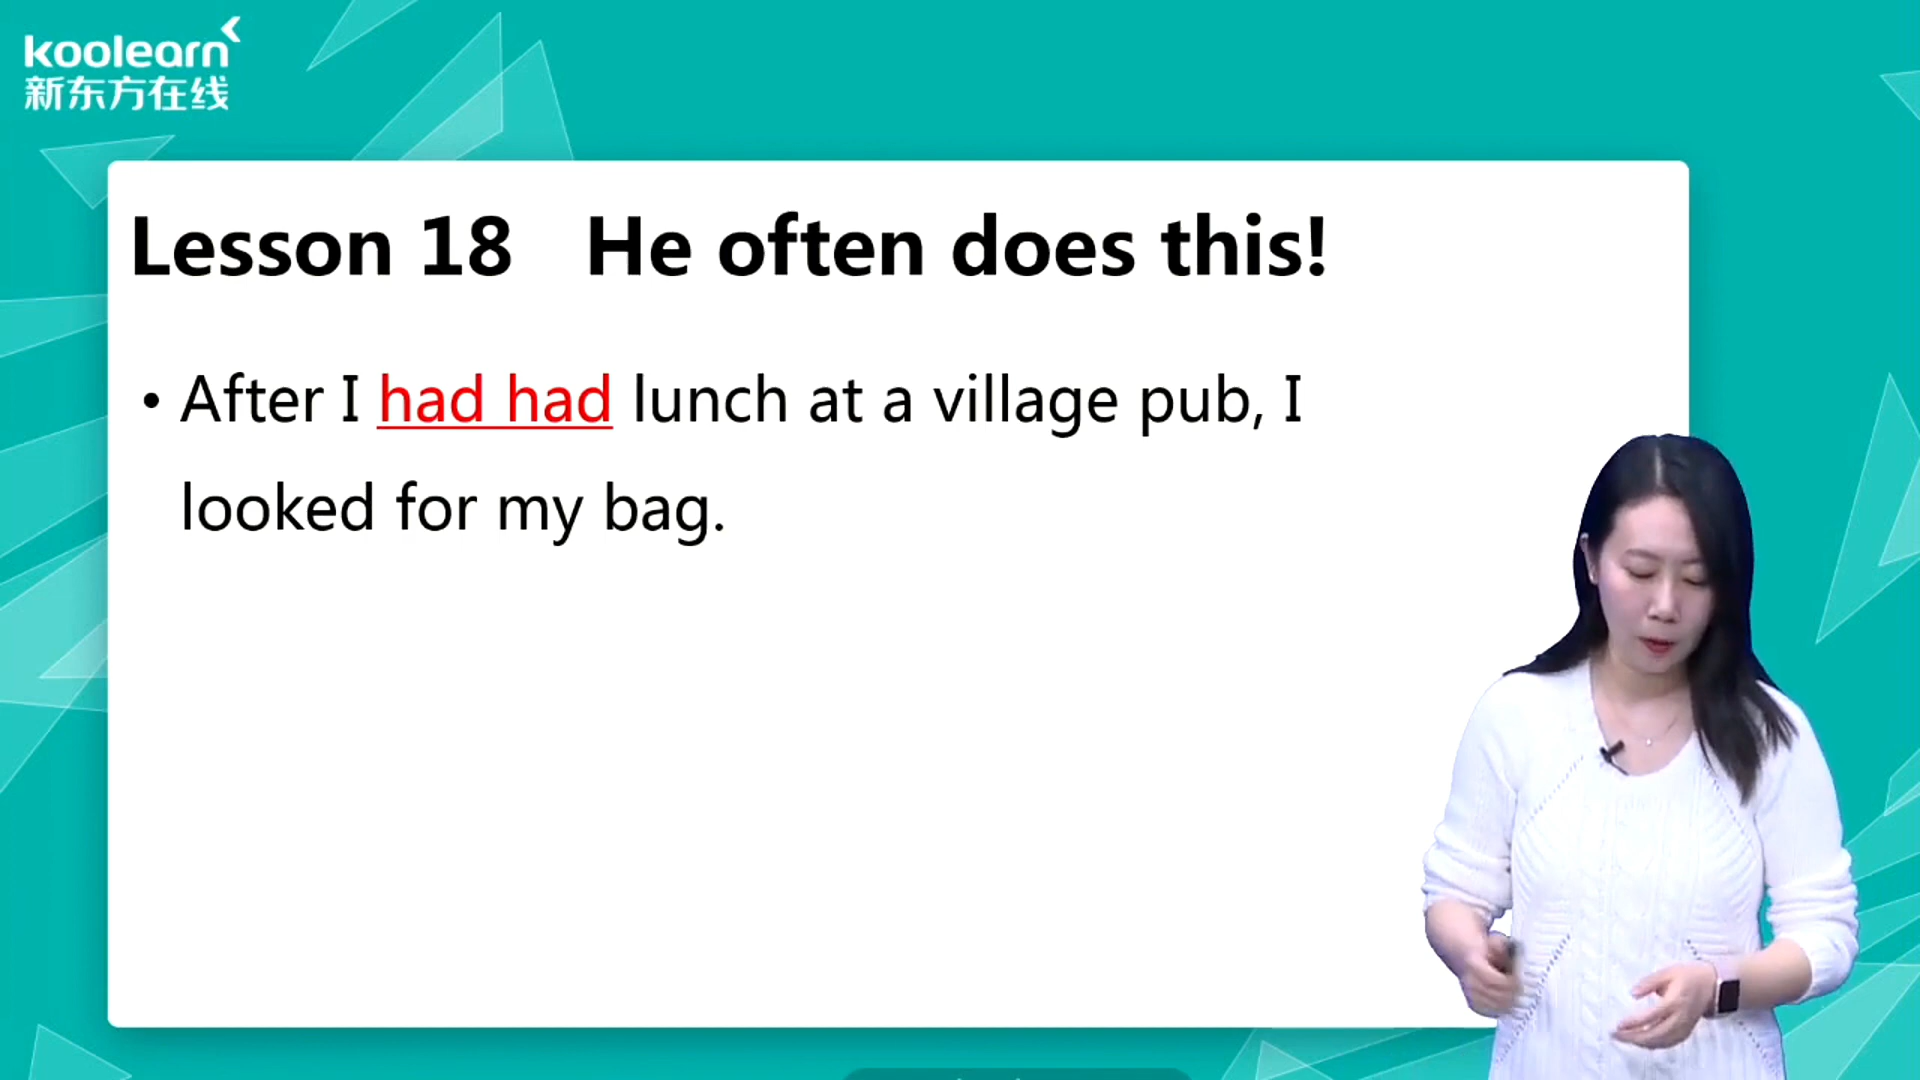 koolearn
新东方在线
Lesson 18 He often does this!
• After I had had lunch at a village pub, I
looked for my bag.